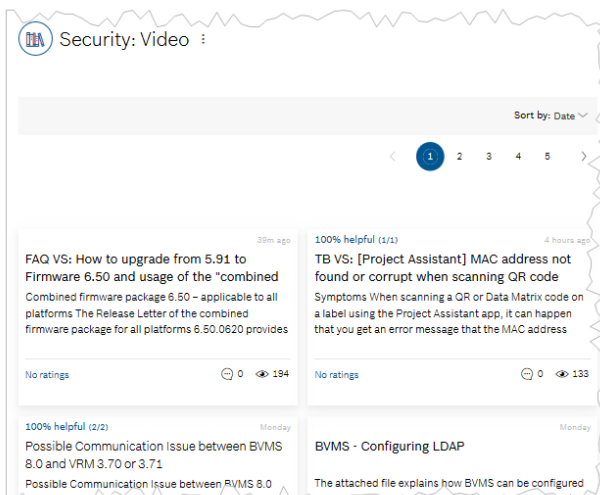 Security: Video
Sort by: Date
1 2 3 4 5
39m ago
FAQ VS: How to upgrade from 5.91 to
Firmware 6.50 and usage of the "combined
Combined firmware package 6.50 – applicable to all
platforms The Release Letter of the combined
firmware package for all platforms 6.50.0620 provides
No ratings
0 194
100% helpful (1/1)
4 hours ago
TB VS: [Project Assistant] MAC address not
found or corrupt when scanning QR code
Symptoms When scanning a QR or Data Matrix code on
a label using the Project Assistant app, it can happen
that you get an error message that the MAC address
No ratings
0 133
100% helpful (2/2)
Monday
Possible Communication Issue between BVMS
8.0 and VRM 3.70 or 3.71
Possible Communication Issue between BVMS 8.0
Monday
BVMS - Configuring LDAP
The attached file explains how BVMS can be configured